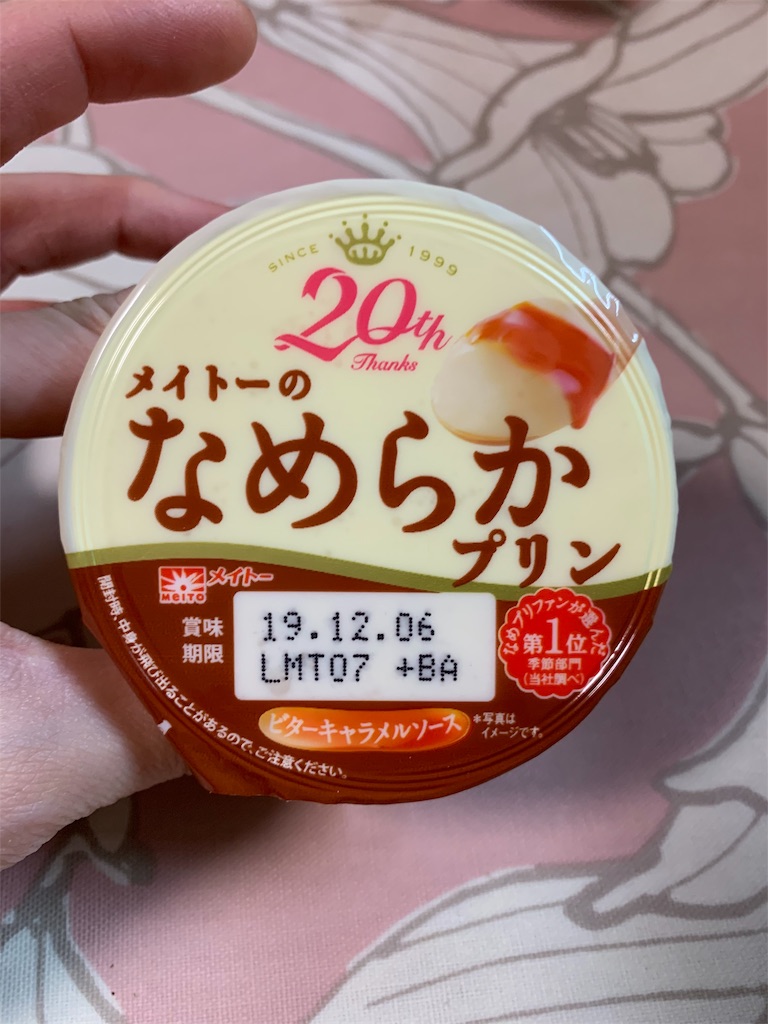 SINCE 1999
20th
Thanks
メイトーの
なめらか
プリン
MEITO メイトー
賞味
期限
19.12.06
LMT07 +BA
なめプリファンが選んだ
第1位
季節部門
(当社調べ)
ビターキャラメルソース
*写真は
イメージです。
開封時、中身が飛び出ることがあるので、ご注意ください。